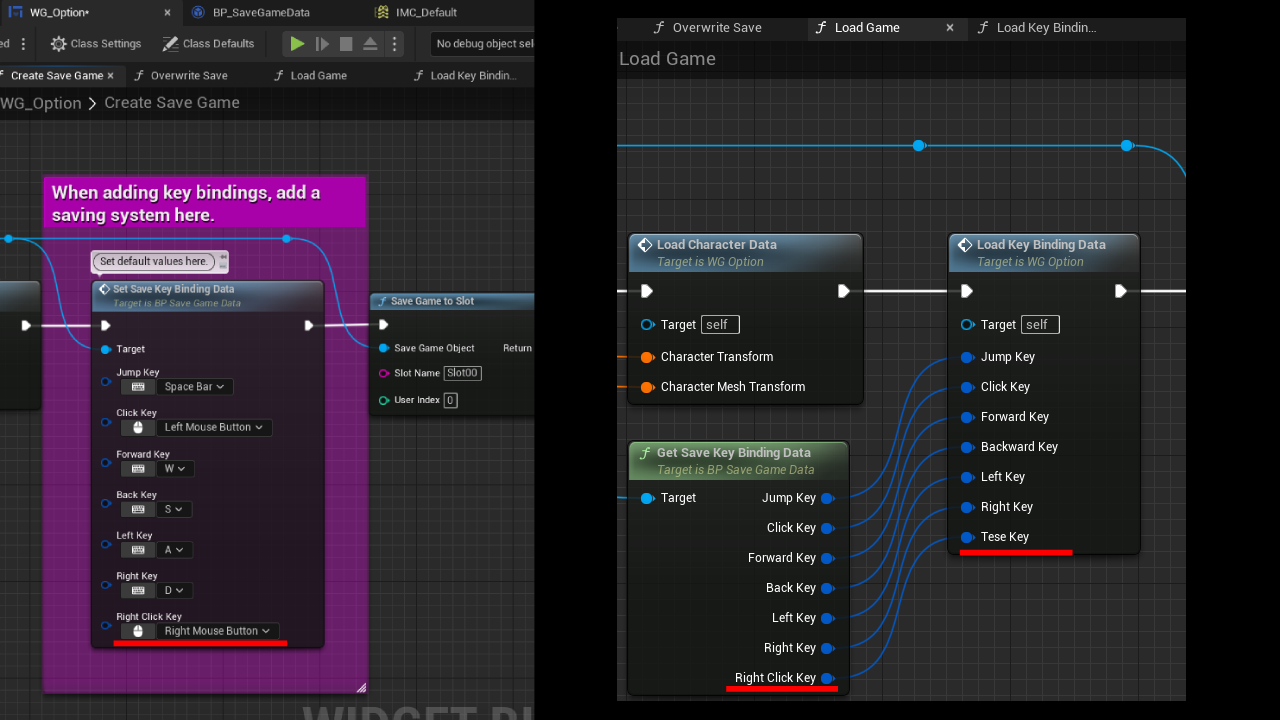 WG_Option*
BP_SaveGameData
IMC_Default
ed
Class Settings
Class Defaults
No debug object sel
Create Save Game
Overwrite Save
Load Game
Load Key Bindin...
WG_Option > Create Save Game
When adding key bindings, add a
saving system here.
Set default values here.
Set Save Key Binding Data
Target is BP Save Game Data
Target
Jump Key
Space Bar
Click Key
Left Mouse Button
Forward Key
W
Back Key
S
Left Key
A
Right Key
D
Right Click Key
Right Mouse Button
Save Game to Slot
Save Game Object
Return
Slot Name
Slot00
User Index
0
Overwrite Save
Load Game
Load Key Bindin...
Load Game
Load Character Data
Target is WG Option
Target
self
Character Transform
Character Mesh Transform
Get Save Key Binding Data
Target is BP Save Game Data
Target
Jump Key
Click Key
Forward Key
Back Key
Left Key
Right Key
Right Click Key
Load Key Binding Data
Target is WG Option
Target
self
Jump Key
Click Key
Forward Key
Backward Key
Left Key
Right Key
Tese Key